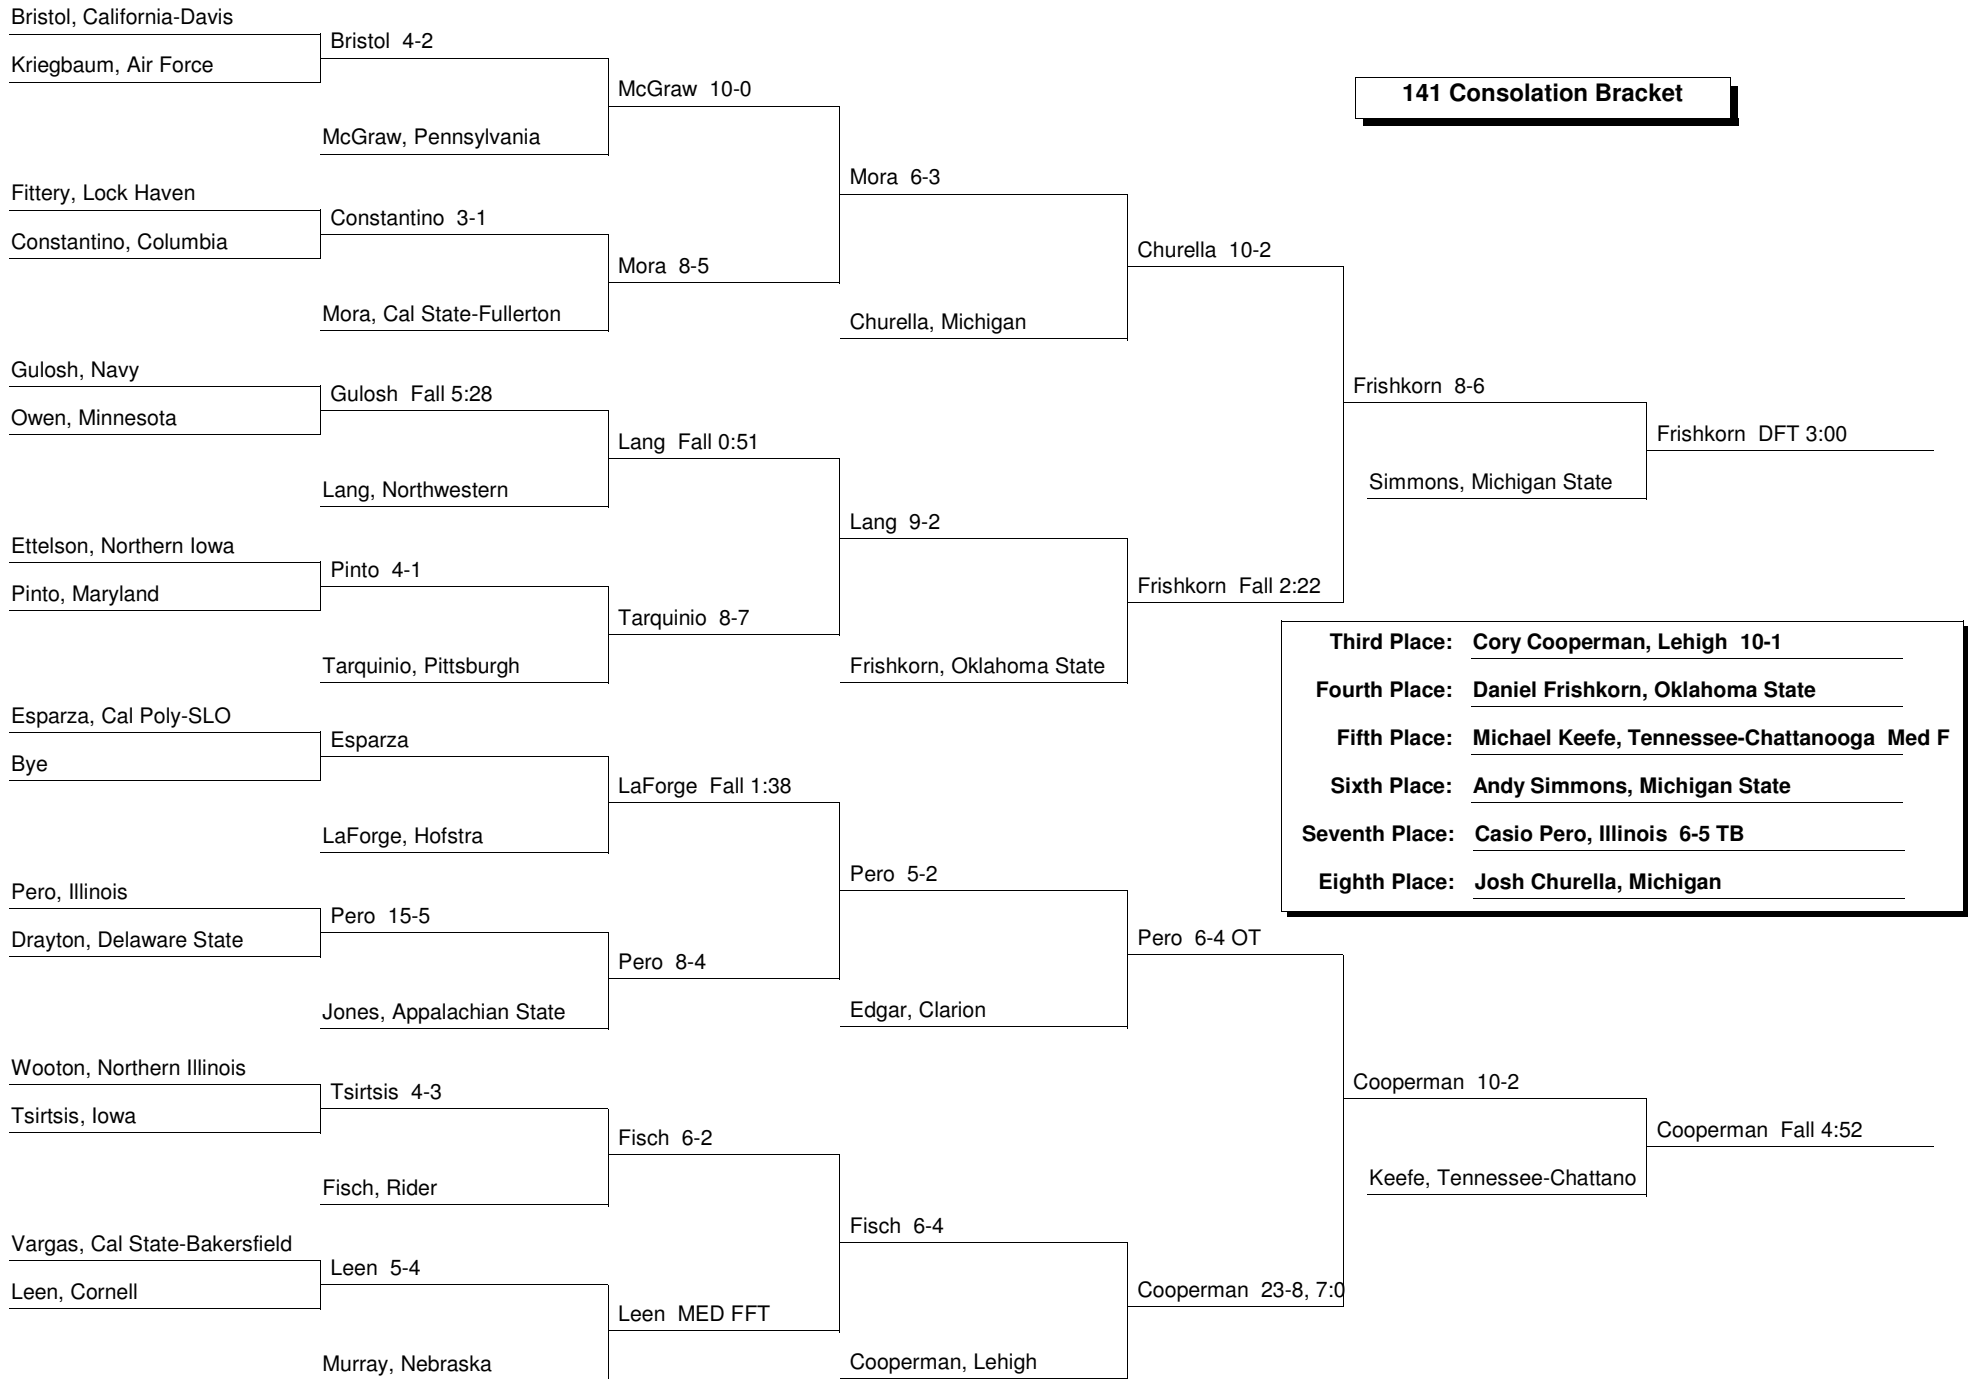 Bristol, California-Davis
Bristol 4-2
Kriegbaum, Air Force
McGraw 10-0
141 Consolation Bracket
McGraw, Pennsylvania
Mora 6-3
Fittery, Lock Haven
Constantino 3-1
Constantino, Columbia
Churella 10-2
Mora 8-5
Mora, Cal State-Fullerton
Churella, Michigan
Gulosh, Navy
Frishkorn 8-6
Gulosh Fall 5:28
Owen, Minnesota
Frishkorn DFT 3:00
Lang Fall 0:51
Simmons, Michigan State
Lang, Northwestern
Lang 9-2
Ettelson, Northern Iowa
Pinto 4-1
Frishkorn Fall 2:22
Pinto, Maryland
Tarquinio 8-7
Third Place: Cory Cooperman, Lehigh 10-1
Tarquinio, Pittsburgh
Frishkorn, Oklahoma State
Fourth Place: Daniel Frishkorn, Oklahoma State
Esparza, Cal Poly-SLO
Esparza
Fifth Place: Michael Keefe, Tennessee-Chattanooga Med F
Bye
LaForge Fall 1:38
Sixth Place: Andy Simmons, Michigan State
LaForge, Hofstra
Seventh Place: Casio Pero, Illinois 6-5 TB
Pero 5-2
Eighth Place: Josh Churella, Michigan
Pero, Illinois
Pero 15-5
Drayton, Delaware State
Pero 6-4 OT
Pero 8-4
Jones, Appalachian State
Edgar, Clarion
Wooton, Northern Illinois
Cooperman 10-2
Tsirtsis 4-3
Tsirtsis, Iowa
Cooperman Fall 4:52
Fisch 6-2
Keefe, Tennessee-Chattano
Fisch, Rider
Fisch 6-4
Vargas, Cal State-Bakersfield
Leen 5-4
Leen, Cornell
Cooperman 23-8, 7:0
Leen MED FFT
Murray, Nebraska
Cooperman, Lehigh